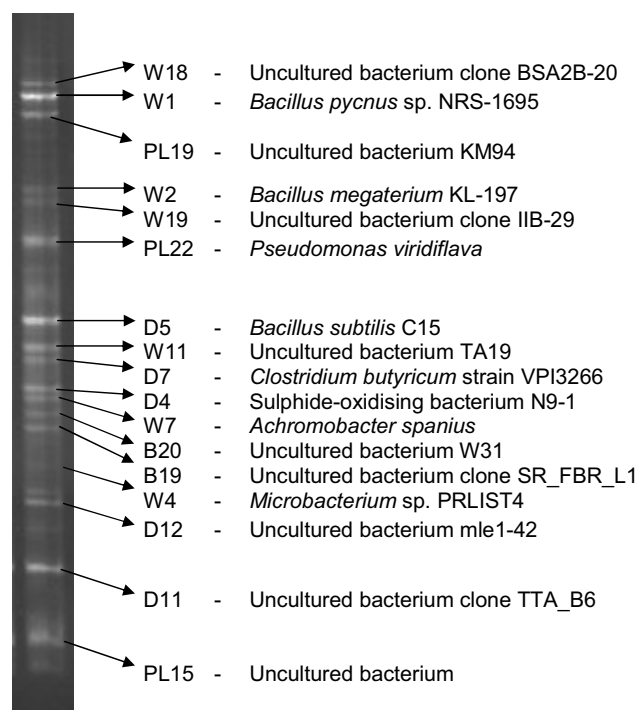 W18 - Uncultured bacterium clone BSA2B-20
W1 - Bacillus pycnus sp. NRS-1695
PL19 - Uncultured bacterium KM94
W2 - Bacillus megaterium KL-197
W19 - Uncultured bacterium clone IIB-29
PL22 - Pseudomonas viridiflava
D5 - Bacillus subtilis C15
W11 - Uncultured bacterium TA19
D7 - Clostridium butyricum strain VPI3266
D4 - Sulphide-oxidising bacterium N9-1
W7 - Achromobacter spanius
B20 - Uncultured bacterium W31
B19 - Uncultured bacterium clone SR_FBR_L1
W4 - Microbacterium sp. PRLIST4
D12 - Uncultured bacterium mle1-42
D11 - Uncultured bacterium clone TTA_B6
PL15 - Uncultured bacterium